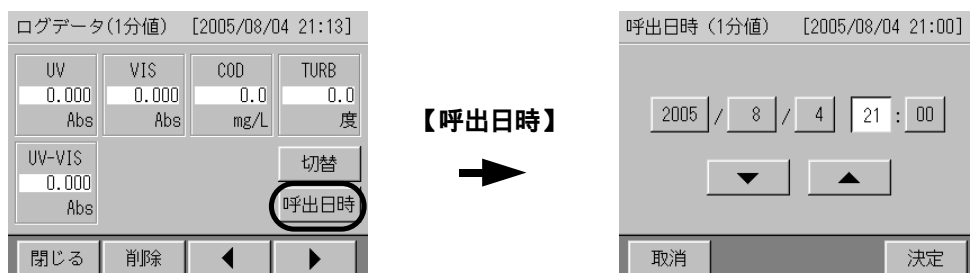 ログデータ(1分値) [2005/08/04 21:13]
UV VIS COD TURB
0.000 0.000 0.0 0.0
Abs Abs mg/L 度
UV-VIS
0.000
Abs
切替
呼出日時
閉じる 削除 ◀ ▶
【呼出日時】
呼出日時 (1分値) [2005/08/04 21:00]
2005 / 8 / 4 21 : 00
▼ ▲
取消 決定